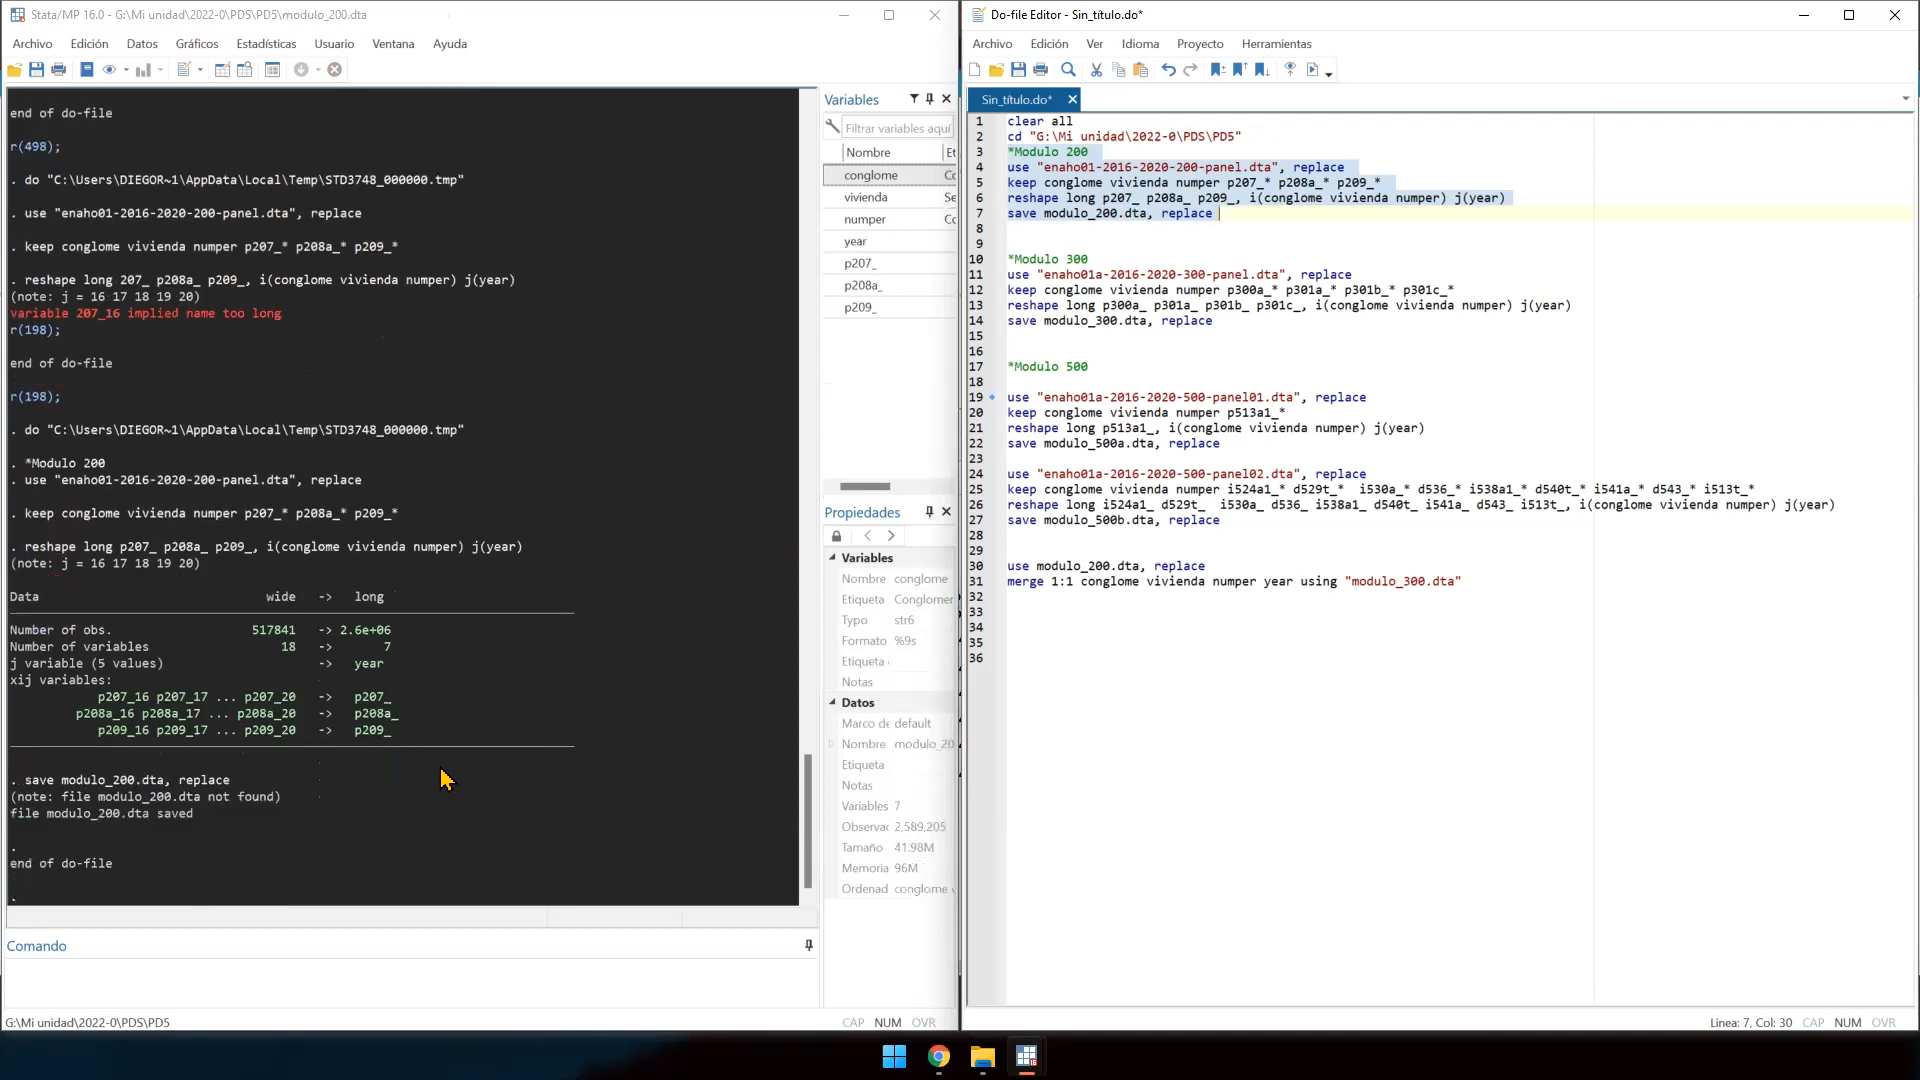 Stata/MP 16.0 - G:\Mi unidad\2022-0\PDS\PD5\modulo_200.dta
Archivo Edición Datos Gráficos Estadísticas Usuario Ventana Ayuda
end of do-file
r(498);
. do "C:\Users\DIEGOR~1\AppData\Local\Temp\STD3748_000000.tmp"
. use "enaho01-2016-2020-200-panel.dta", replace
. keep conglome vivienda numper p207_* p208a_* p209_*
. reshape long 207_ p208a_ p209_, i(conglome vivienda numper) j(year)
(note: j = 16 17 18 19 20)
variable 207_16 implied name too long
r(198);
end of do-file
r(198);
. do "C:\Users\DIEGOR~1\AppData\Local\Temp\STD3748_000000.tmp"
. *Modulo 200
. use "enaho01-2016-2020-200-panel.dta", replace
. keep conglome vivienda numper p207_* p208a_* p209_*
. reshape long p207_ p208a_ p209_, i(conglome vivienda numper) j(year)
(note: j = 16 17 18 19 20)
Data wide -> long
Number of obs. 517841 -> 2.6e+06
Number of variables 18 -> 7
j variable (5 values) -> year
xij variables:
p207_16 p207_17 ... p207_20 -> p207_
p208a_16 p208a_17 ... p208a_20 -> p208a_
p209_16 p209_17 ... p209_20 -> p209_
. save modulo_200.dta, replace
(note: file modulo_200.dta not found)
file modulo_200.dta saved
.
end of do-file
.
Comando
G:\Mi unidad\2022-0\PDS\PD5
CAP NUM OVR
Variables
Filtrar variables aquí
Nombre Et
conglome Co
vivienda Se
numper Co
year
p207_
p208a_
p209_
Propiedades
Variables
Nombre conglome
Etiqueta Conglomer
Tipo str6
Formato %9s
Etiqueta
Notas
Datos
Marco de default
Nombre modulo_20
Etiqueta
Notas
Variables 7
Observac 2,589,205
Tamaño 41.98M
Memoria 96M
Ordenad conglome v
Do-file Editor - Sin_título.do*
Archivo Edición Ver Idioma Proyecto Herramientas
Sin_título.do*
1 clear all
2 cd "G:\Mi unidad\2022-0\PDS\PD5"
3 *Modulo 200
4 use "enaho01-2016-2020-200-panel.dta", replace
5 keep conglome vivienda numper p207_* p208a_* p209_*
6 reshape long p207_ p208a_ p209_, i(conglome vivienda numper) j(year)
7 save modulo_200.dta, replace
8
9
10 *Modulo 300
11 use "enaho01a-2016-2020-300-panel.dta", replace
12 keep conglome vivienda numper p300a_* p301a_* p301b_* p301c_*
13 reshape long p300a_ p301a_ p301b_ p301c_, i(conglome vivienda numper) j(year)
14 save modulo_300.dta, replace
15
16
17 *Modulo 500
18
19 use "enaho01a-2016-2020-500-panel01.dta", replace
20 keep conglome vivienda numper p513a1_*
21 reshape long p513a1_, i(conglome vivienda numper) j(year)
22 save modulo_500a.dta, replace
23
24 use "enaho01a-2016-2020-500-panel02.dta", replace
25 keep conglome vivienda numper i524a1_* d529t_* i530a_* d536_* i538a1_* d540t_* i541a_* d543_* i513t_*
26 reshape long i524a1_ d529t_ i530a_ d536_ i538a1_ d540t_ i541a_ d543_ i513t_, i(conglome vivienda numper) j(year)
27 save modulo_500b.dta, replace
28
29
30 use modulo_200.dta, replace
31 merge 1:1 conglome vivienda numper year using "modulo_300.dta"
32
33
34
35
36
Linea: 7, Col: 30 CAP NUM OVR